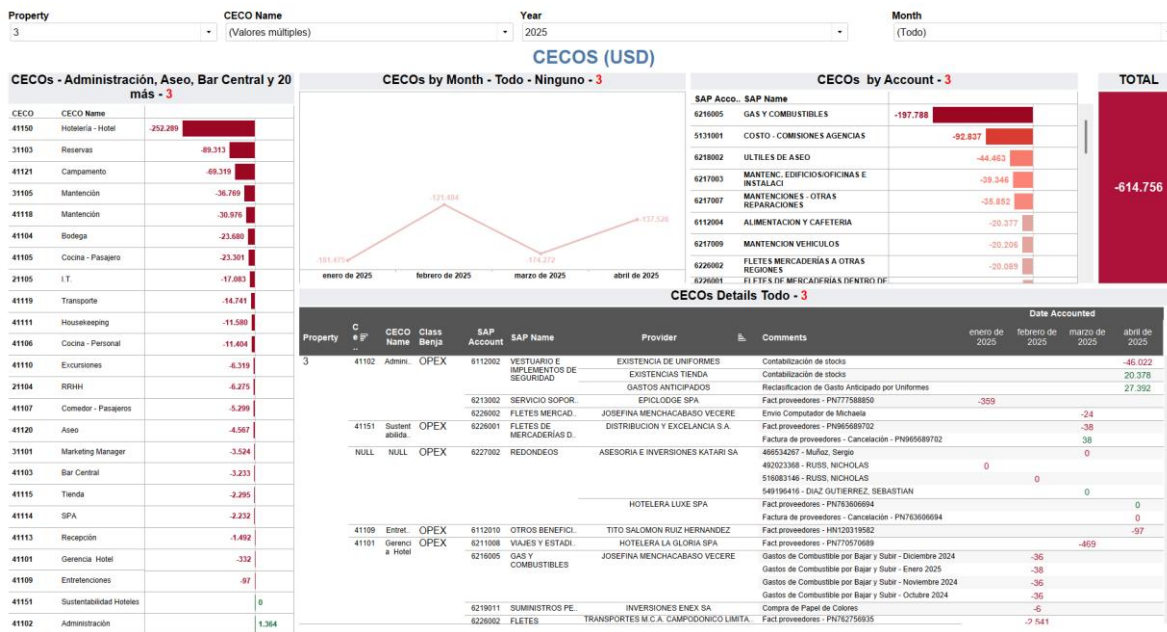 Property CECO Name Year Month
3 (Valores múltiples) 2025 (Todo)
CECOS (USD)
CECOs - Administración, Aseo, Bar Central y 20
más - 3
CECO CECO Name
41150 Hotelería - Hotel -252.289
31103 Reservas -89.313
41121 Campamento -69.319
31105 Mantención -36.769
41118 Mantención -30.976
41104 Bodega -23.680
41105 Cocina - Pasajero -23.301
21105 I.T. -17.083
41119 Transporte -14.741
41111 Housekeeping -11.580
41106 Cocina - Personal -11.404
41110 Excursiones -6.319
21104 RRHH -6.275
41107 Comedor - Pasajeros -5.299
41120 Aseo -4.567
31101 Marketing Manager -3.524
41103 Bar Central -3.233
41115 Tienda -2.295
41114 SPA -2.232
41113 Recepción -1.492
41101 Gerencia Hotel -332
41109 Entretenciones -97
41151 Sustentabilidad Hoteles 0
41102 Administración 1.364
CECOs by Month - Todo - Ninguno - 3
-121.484
-137.526
-174.272
enero de 2025 febrero de 2025 marzo de 2025 abril de 2025
CECOs by Account - 3
SAP Acco.. SAP Name
6216005 GAS Y COMBUSTIBLES -197.788
5131001 COSTO - COMISIONES AGENCIAS -92.837
6218002 ULTILES DE ASEO -44.463
6217003 MANTENC. EDIFICIOS/OFICINAS E
INSTALACI -39.346
6217007 MANTENCIONES - OTRAS
REPARACIONES -35.852
6112004 ALIMENTACION Y CAFETERIA -20.377
6217009 MANTENCION VEHICULOS -20.206
6226002 FLETES MERCADERÍAS A OTRAS
REGIONES -20.089
6226001 FLETES DE MERCADERÍAS DENTRO DE
TOTAL
-614.756
CECOs Details Todo - 3
Date Accounted
Property C e .. CECO Name Class Benja SAP Account SAP Name Provider Comments enero de 2025 febrero de 2025 marzo de 2025 abril de 2025
3 41102 Admini.. OPEX 6112002 VESTUARIO E IMPLEMENTOS DE SEGURIDAD EXISTENCIA DE UNIFORMES Contabilización de stocks -46.022
EXISTENCIAS TIENDA Contabilización de stocks 20.378
GASTOS ANTICIPADOS Reclasificacion de Gasto Anticipado por Uniformes 27.392
6213002 SERVICIO SOPOR.. EPICLODGE SPA Fact.proveedores - PN777588850 -359
6226002 FLETES MERCAD.. JOSEFINA MENCHACABASO VECERE Envio Computador de Michaela -24
41151 Sustent abilida.. OPEX 6226001 FLETES DE MERCADERÍAS D.. DISTRIBUCION Y EXCELANCIA S.A. Fact.proveedores - PN965689702 -38
Factura de proveedores - Cancelación - PN965689702 38
NULL NULL OPEX 6227002 REDONDEOS ASESORIA E INVERSIONES KATARI SA 466534267 - Muñoz, Sergio 0
492023368 - RUSS, NICHOLAS 0
516083146 - RUSS, NICHOLAS 0
549196416 - DIAZ GUTIERREZ, SEBASTIAN 0
HOTELERA LUXE SPA Fact.proveedores - PN763606694 0
Factura de proveedores - Cancelación - PN763606694 0
41109 Entret.. OPEX 6112010 OTROS BENEFICI.. TITO SALOMON RUIZ HERNANDEZ Fact.proveedores - HN120319582 -97
41101 Gerenci a Hotel OPEX 6211008 VIAJES Y ESTADI.. HOTELERA LA GLORIA SPA Fact.proveedores - PN770570689 -469
6216005 GAS Y COMBUSTIBLES JOSEFINA MENCHACABASO VECERE Gastos de Combustible por Bajar y Subir - Diciembre 2024 -36
Gastos de Combustible por Bajar y Subir - Enero 2025 -38
Gastos de Combustible por Bajar y Subir - Noviembre 2024 -36
Gastos de Combustible por Bajar y Subir - Octubre 2024 -36
6219011 SUMINISTROS PE.. INVERSIONES ENEX SA Compra de Papel de Colores -6
6226002 FLETES TRANSPORTES M.C.A. CAMPODONICO LIMITA.. Fact.proveedores - PN762756935 -2.541